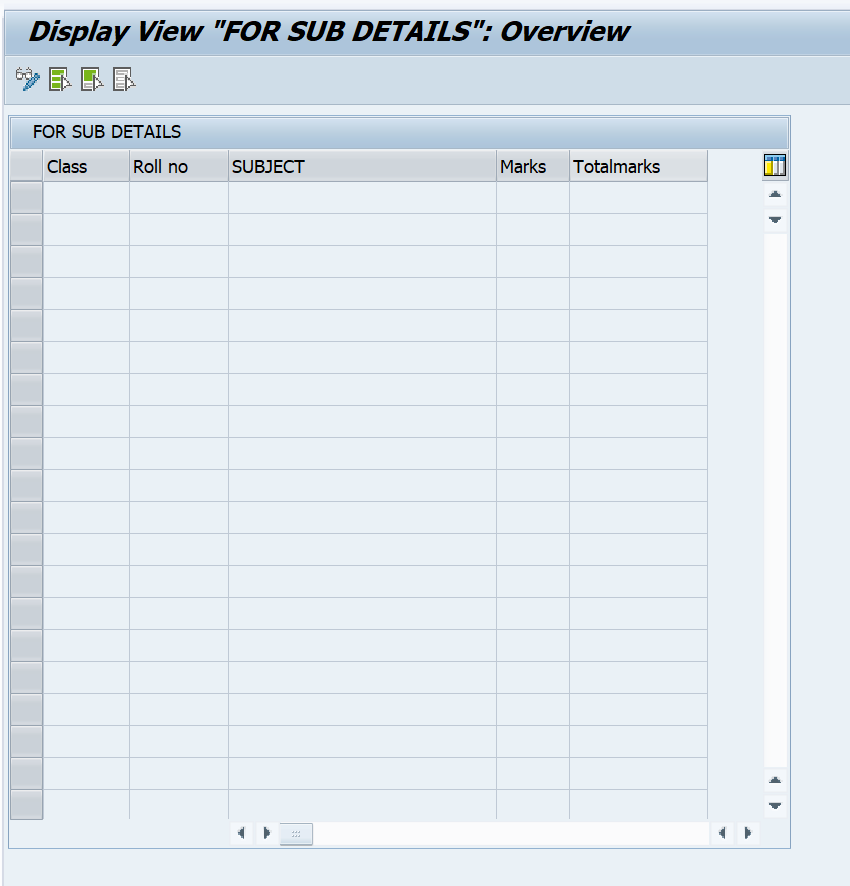 Display View "FOR SUB DETAILS": Overview
FOR SUB DETAILS
Class Roll no SUBJECT Marks Totalmarks